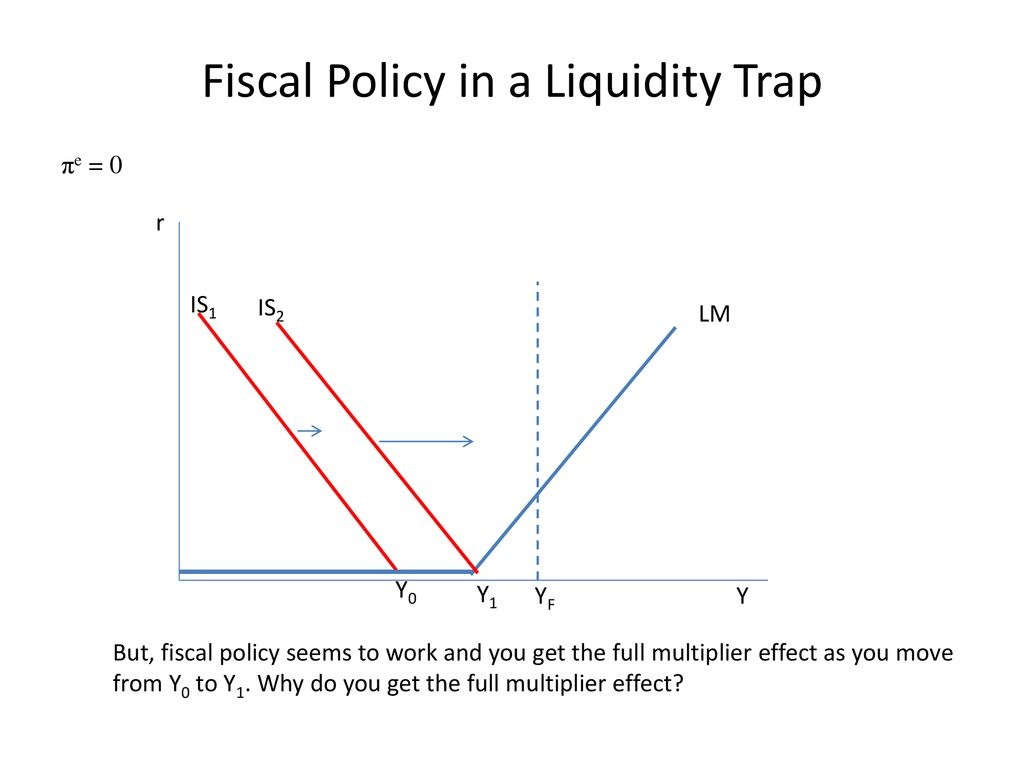 Fiscal Policy in a Liquidity Trap
πᵉ = 0
r
IS₁
IS₂
LM
Y₀
Y₁
Y_F
Y
But, fiscal policy seems to work and you get the full multiplier effect as you move
from Y₀ to Y₁. Why do you get the full multiplier effect?